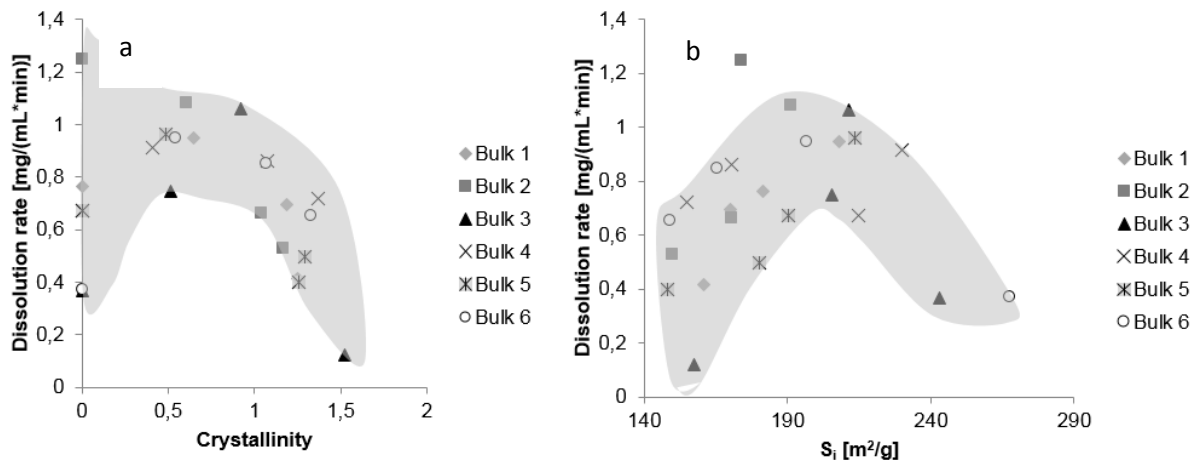 a
Dissolution rate [mg/(mL*min)]
1,4
1,2
1
0,8
0,6
0,4
0,2
0
0
0,5
1
1,5
2
Crystallinity
Bulk 1
Bulk 2
Bulk 3
Bulk 4
Bulk 5
Bulk 6
b
Dissolution rate [mg/(mL*min)]
1,4
1,2
1
0,8
0,6
0,4
0,2
0
140
190
240
290
Sᵢ [m²/g]
Bulk 1
Bulk 2
Bulk 3
Bulk 4
Bulk 5
Bulk 6